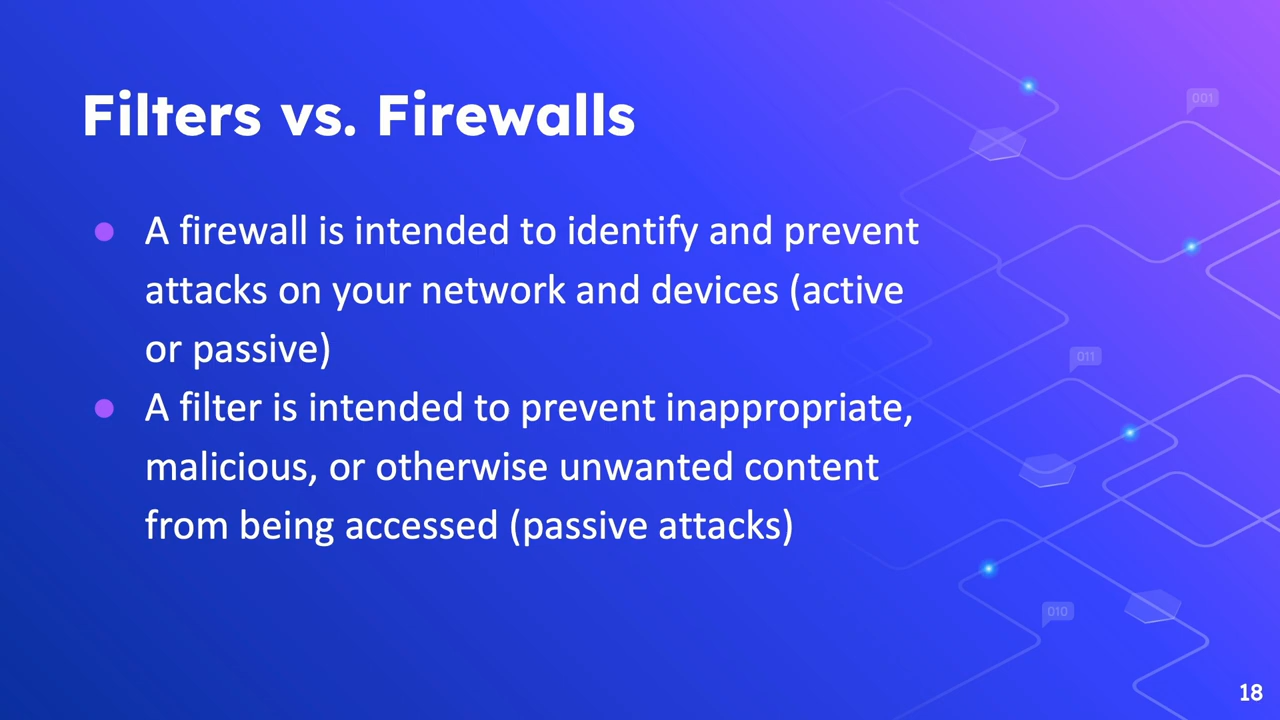 Filters vs. Firewalls
001
A firewall is intended to identify and prevent
attacks on your network and devices (active
or passive)
011
A filter is intended to prevent inappropriate,
malicious, or otherwise unwanted content
from being accessed (passive attacks)
010
18